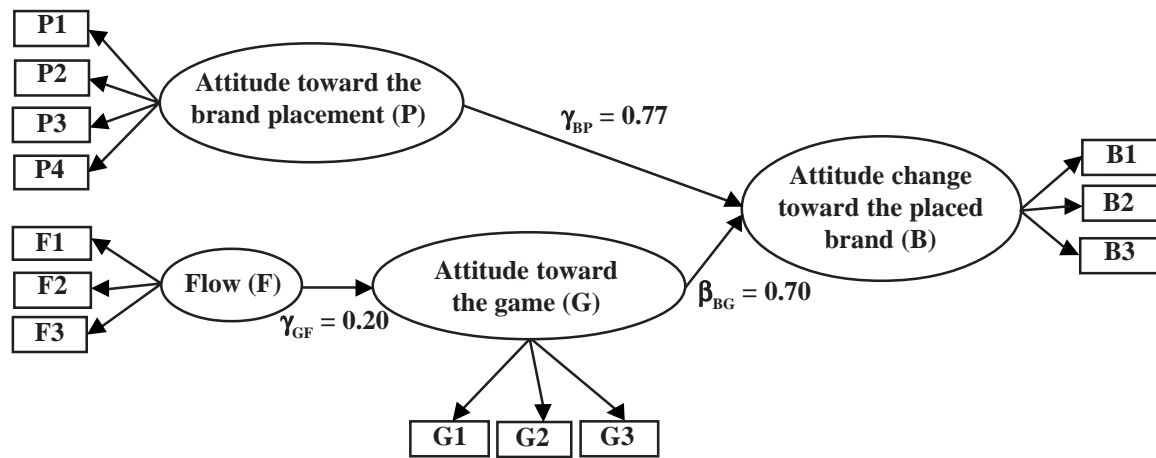 P1
P2
P3
P4
Attitude toward the
brand placement (P)
γBP = 0.77
Attitude change
toward the placed
brand (B)
B1
B2
B3
F1
F2
F3
Flow (F)
γGF = 0.20
Attitude toward
the game (G)
βBG = 0.70
G1
G2
G3